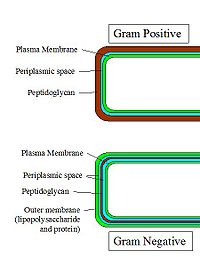 Gram Positive
Plasma Membrane
Periplasmic space
Peptidoglycan
Plasma Membrane
Periplasmic space
Peptidoglycan
Outer membrane
(lipopolysaccharide
and protein)
Gram Negative